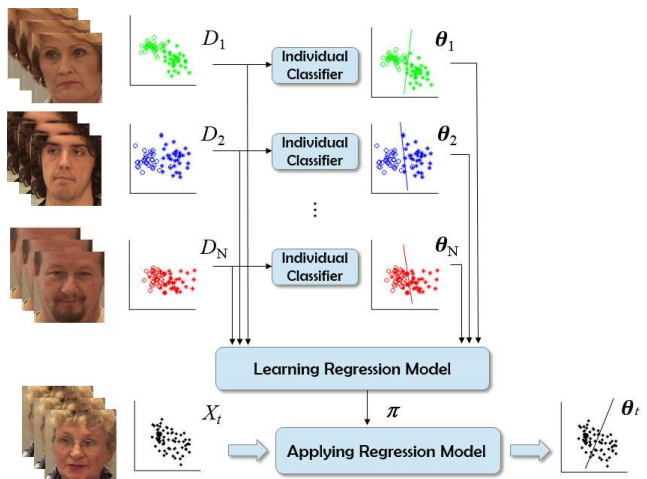 D1
Individual
Classifier
θ1
D2
Individual
Classifier
θ2
...
DN
Individual
Classifier
θN
Learning Regression Model
Xt
π
Applying Regression Model
θt